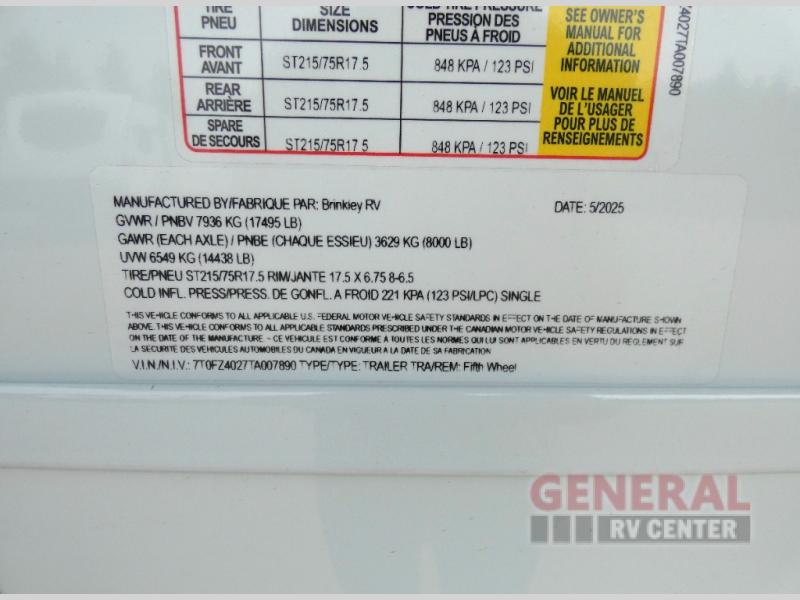 TIRE SIZE COLD TIRE PRESSURE
PNEU DIMENSIONS PRESSION DES
PNEUS À FROID
FRONT
AVANT ST215/75R17.5 848 KPA / 123 PSI
REAR
ARRIÈRE ST215/75R17.5 848 KPA / 123 PSI
SPARE
DE SECOURS ST215/75R17.5 848 KPA / 123 PSI
SEE OWNER'S
MANUAL FOR
ADDITIONAL
INFORMATION
VOIR LE MANUEL
DE L'USAGER
POUR PLUS DE
RENSEIGNEMENTS
Z4027TA007890
MANUFACTURED BY/FABRIQUE PAR: Brinkley RV DATE: 5/2025
GVWR / PNBV 7936 KG (17495 LB)
GAWR (EACH AXLE) / PNBE (CHAQUE ESSIEU) 3629 KG (8000 LB)
UVW 6549 KG (14438 LB)
TIRE/PNEU ST215/75R17.5 RIM/JANTE 17.5 X 6.75 8-6.5
COLD INFL. PRESS/PRESS. DE GONFL. A FROID 221 KPA (123 PSI/LPC) SINGLE
THIS VEHICLE CONFORMS TO ALL APPLICABLE U.S. FEDERAL MOTOR VEHICLE SAFETY STANDARDS IN EFFECT ON THE DATE OF MANUFACTURE SHOWN
ABOVE. THIS VEHICLE CONFORMS TO ALL APPLICABLE STANDARDS PRESCRIBED UNDER THE CANADIAN MOTOR VEHICLE SAFETY REGULATIONS IN EFFECT
ON THE DATE OF THE MANUFACTURE - CE VEHICULE EST CONFORME À TOUTES LES NORMES QUI LUI SONT APPLICABLES EN VERTU DU REGLEMENT SUR
LA SECURITE DES VEHICULES AUTOMOBILES DU CANADA EN VIGUEUR A LA DATE DE SA FABRICATION
V.I.N./N.I.V.: 7T0FZ4027TA007890 TYPE/TYPE: TRAILER TRA/REM: Fifth Wheel
GENERAL
RV CENTER